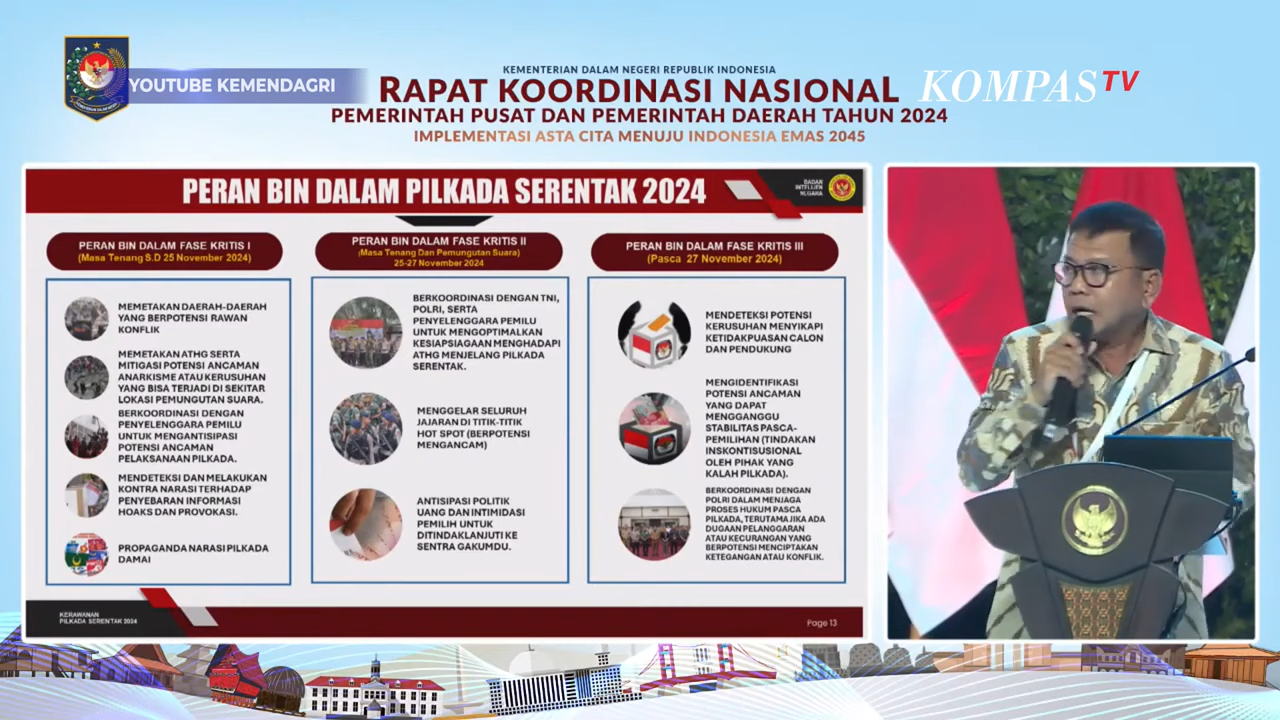 YOUTUBE KEMENDAGRI
KEMENTERIAN DALAM NEGERI REPUBLIK INDONESIA
RAPAT KOORDINASI NASIONAL
PEMERINTAH PUSAT DAN PEMERINTAH DAERAH TAHUN 2024
IMPLEMENTASI ASTA CITA MENUJU INDONESIA EMAS 2045
KOMPAS TV
PERAN BIN DALAM PILKADA SERENTAK 2024
BADAN
INTELIJEN
NEGARA
PERAN BIN DALAM FASE KRITIS I
(Masa Tenang S.D 25 November 2024)
MEMETAKAN DAERAH-DAERAH
YANG BERPOTENSI RAWAN
KONFLIK
MEMETAKAN ATHG SERTA
MITIGASI POTENSI ANCAMAN
ANARKISME ATAU KERUSUHAN
YANG BISA TERJADI DI SEKITAR
LOKASI PEMUNGUTAN SUARA.
BERKOORDINASI DENGAN
PENYELENGGARA PEMILU
UNTUK MENGANTISIPASI
POTENSI ANCAMAN
PELAKSANAAN PILKADA.
MENDETEKSI DAN MELAKUKAN
KONTRA NARASI TERHADAP
PENYEBARAN INFORMASI
HOAKS DAN PROVOKASI.
PROPAGANDA NARASI PILKADA
DAMAI
PERAN BIN DALAM FASE KRITIS II
(Masa Tenang Dan Pemungutan Suara)
25-27 November 2024
BERKOORDINASI DENGAN TNI,
POLRI, SERTA
PENYELENGGARA PEMILU
UNTUK MENGOPTIMALKAN
KESIAPSIAGAAN MENGHADAPI
ATHG MENJELANG PILKADA
SERENTAK.
MENGGELAR SELURUH
JAJARAN DI TITIK-TITIK
HOT SPOT (BERPOTENSI
MENGANCAM)
ANTISIPASI POLITIK
UANG DAN INTIMIDASI
PEMILIH UNTUK
DITINDAKLANJUTI KE
SENTRA GAKUMDU.
PERAN BIN DALAM FASE KRITIS III
(Pasca 27 November 2024)
MENDETEKSI POTENSI
KERUSUHAN MENYIKAPI
KETIDAKPUASAN CALON
DAN PENDUKUNG
MENGIDENTIFIKASI
POTENSI ANCAMAN
YANG DAPAT
MENGGANGU
STABILITAS PASCA-
PEMILIHAN (TINDAKAN
INSKONTISUSIONAL
OLEH PIHAK YANG
KALAH PILKADA).
BERKOORDINASI DENGAN
POLRI DALAM MENJAGA
PROSES HUKUM PASCA
PILKADA, TERUTAMA JIKA ADA
DUGAAN PELANGGARAN
ATAU KECURANGAN YANG
BERPOTENSI MENCIPTAKAN
KETEGANGAN ATAU KONFLIK.
KERAWANAN
PILKADA SERENTAK 2024
Page 13